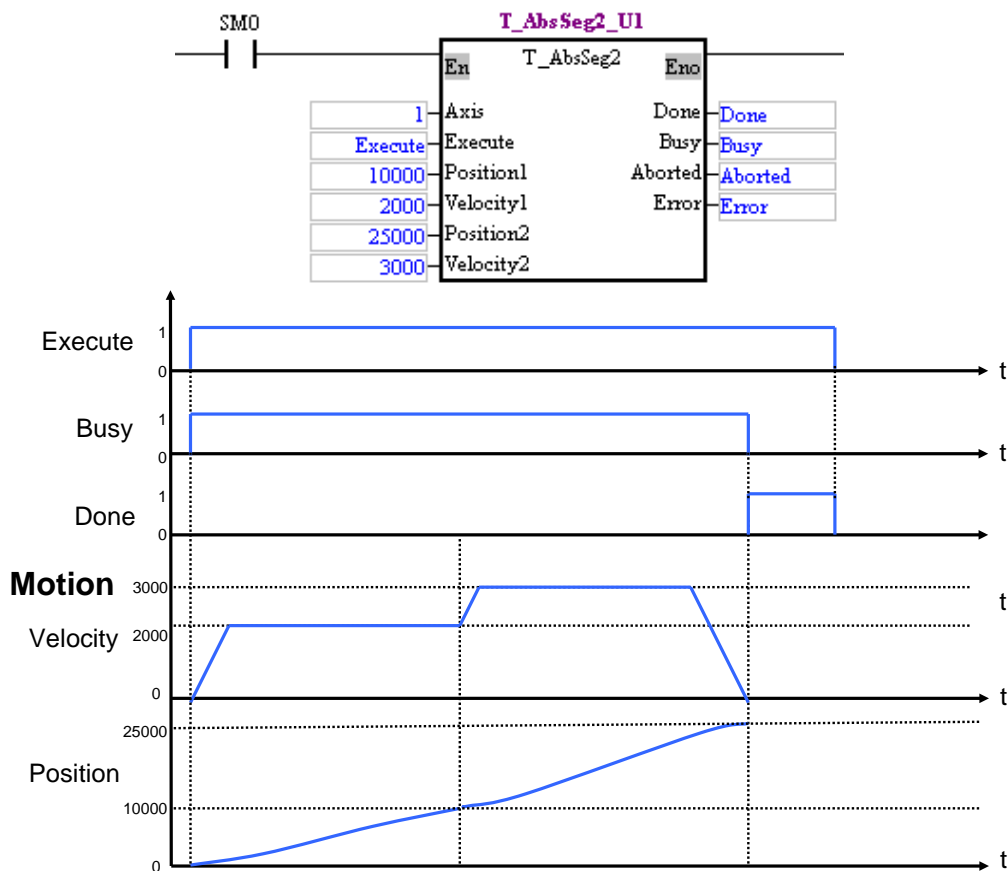 SM0
T_AbsSeg2_U1
En T_AbsSeg2 Eno
1 Axis Done Done
Execute Execute Busy Busy
10000 Position1 Aborted Aborted
2000 Velocity1 Error Error
25000 Position2
3000 Velocity2
Execute 1
0 t
Busy 1
0 t
Done 1
0
Motion 3000 t
Velocity 2000
0 t
25000
Position
10000
0 t